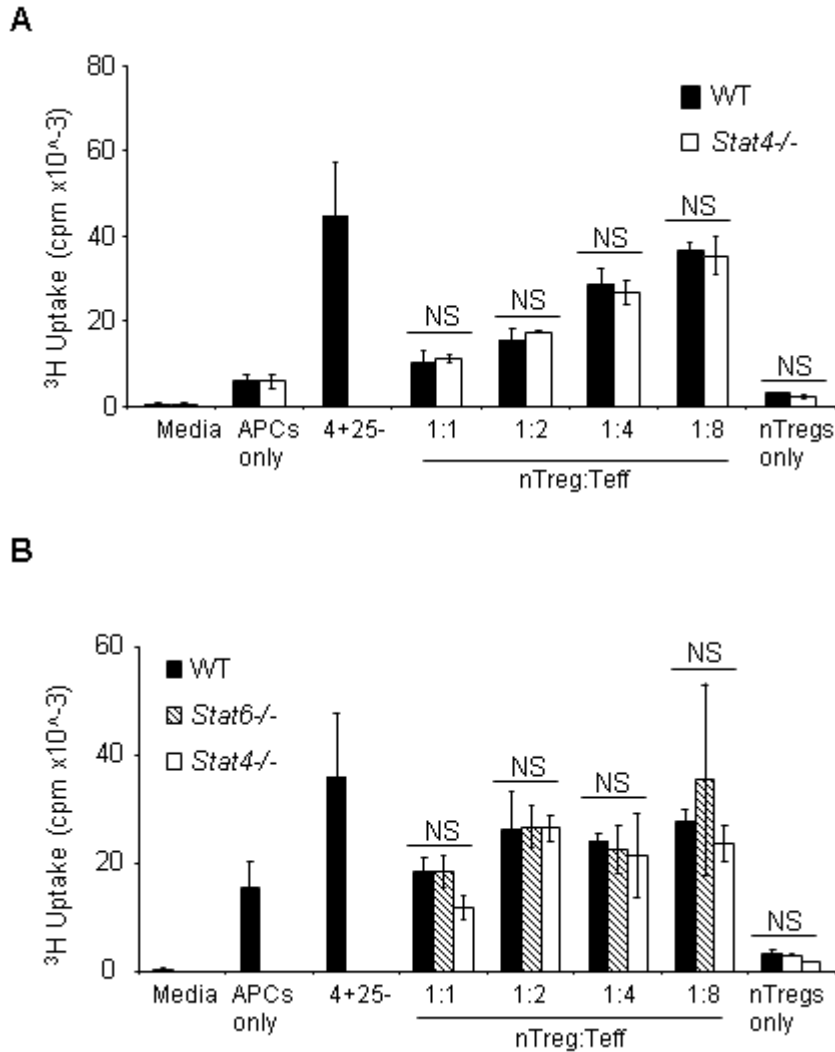 A
80
60
40
20
0
³H Uptake (cpm x10^-3)
WT
Stat4-/-
NS
NS
NS
NS
NS
Media
APCs only
4+25-
1:1
1:2
1:4
1:8
nTregs only
nTreg:Teff
B
60
40
20
0
³H Uptake (cpm x10^-3)
WT
Stat6-/-
Stat4-/-
NS
NS
NS
NS
NS
Media
APCs only
4+25-
1:1
1:2
1:4
1:8
nTregs only
nTreg:Teff